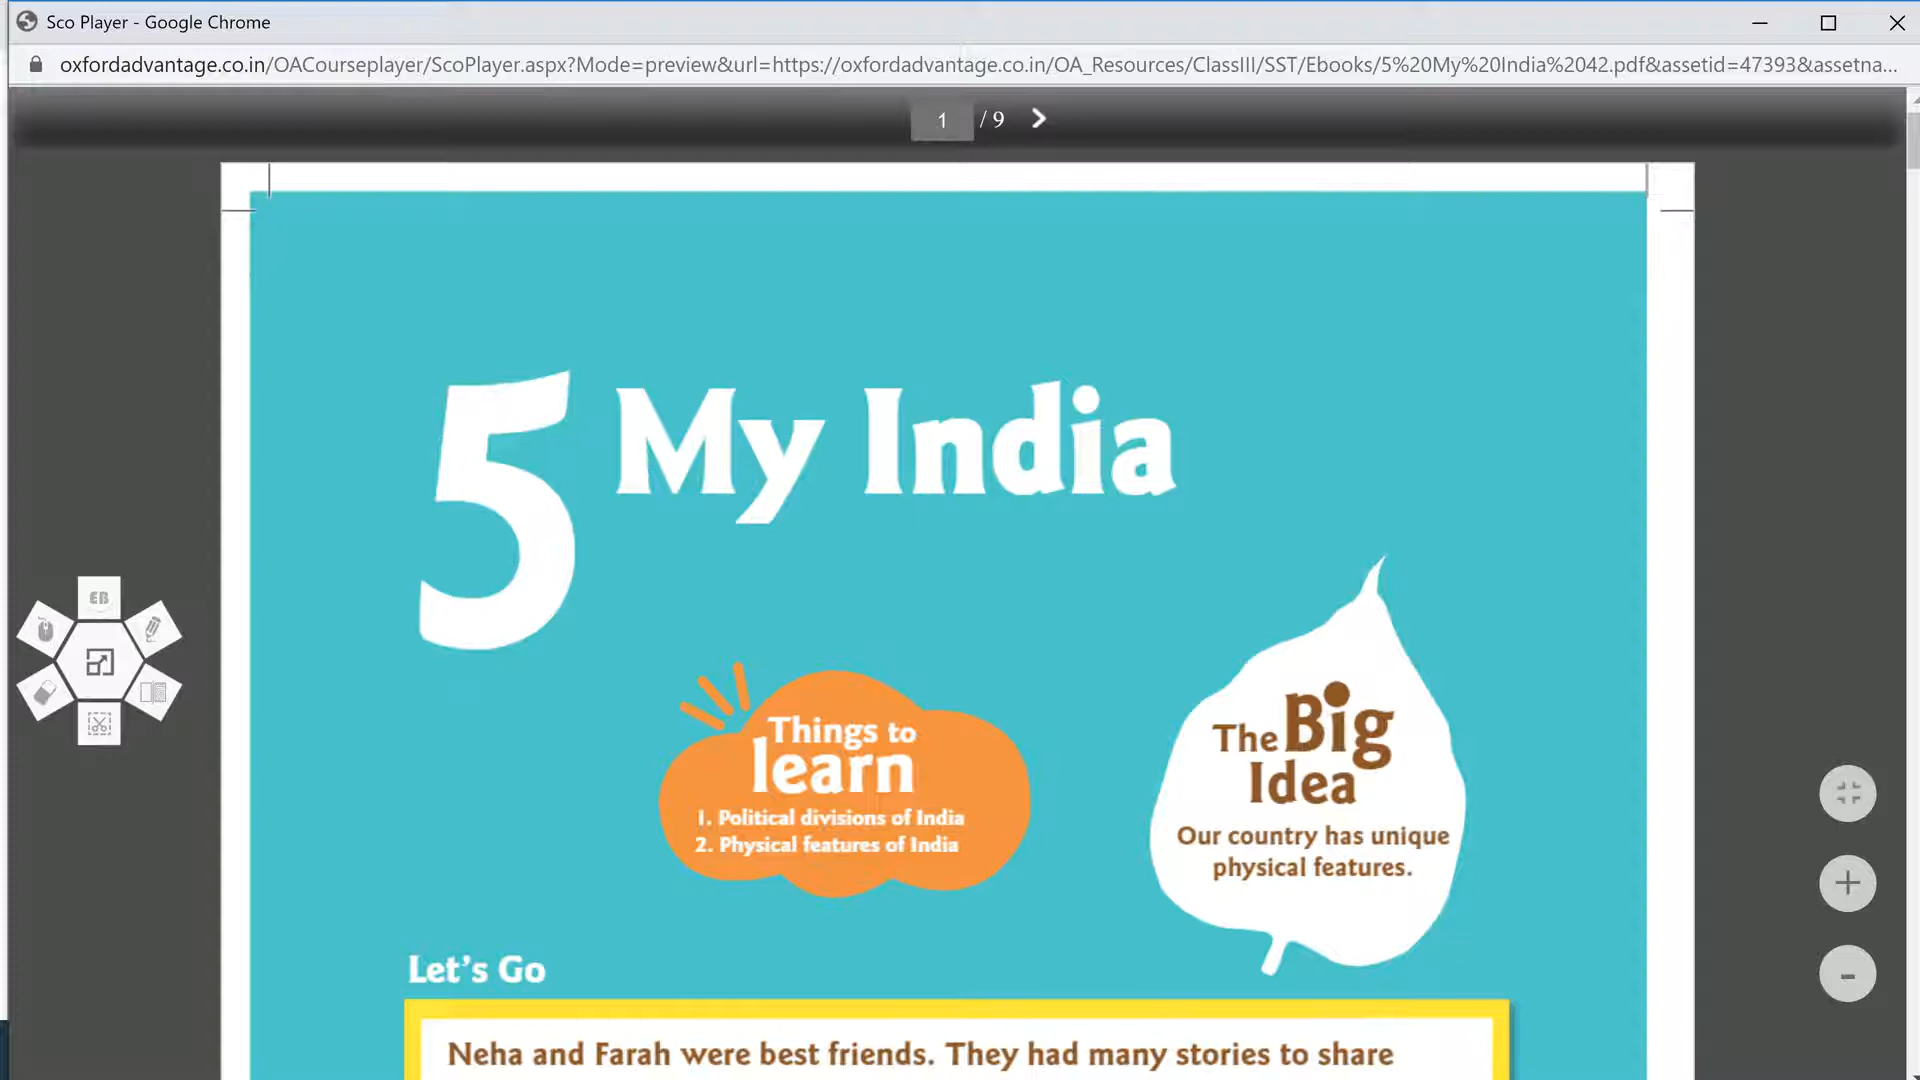 Sco Player - Google Chrome
oxfordadvantage.co.in/OACourseplayer/ScoPlayer.aspx?Mode=preview&url=https://oxfordadvantage.co.in/OA_Resources/ClassIII/SST/Ebooks/5%20My%20India%2042.pdf&assetid=47393&assetna...
1 / 9
5 My India
Things to
learn
1. Political divisions of India
2. Physical features of India
The Big
Idea
Our country has unique
physical features.
EB
Let's Go
Neha and Farah were best friends. They had many stories to share